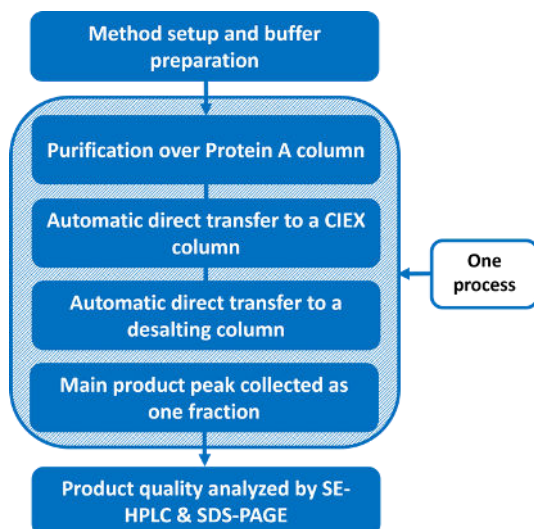 Method setup and buffer
preparation
Purification over Protein A column
Automatic direct transfer to a CIEX
column
One
process
Automatic direct transfer to a
desalting column
Main product peak collected as
one fraction
Product quality analyzed by SE-
HPLC & SDS-PAGE